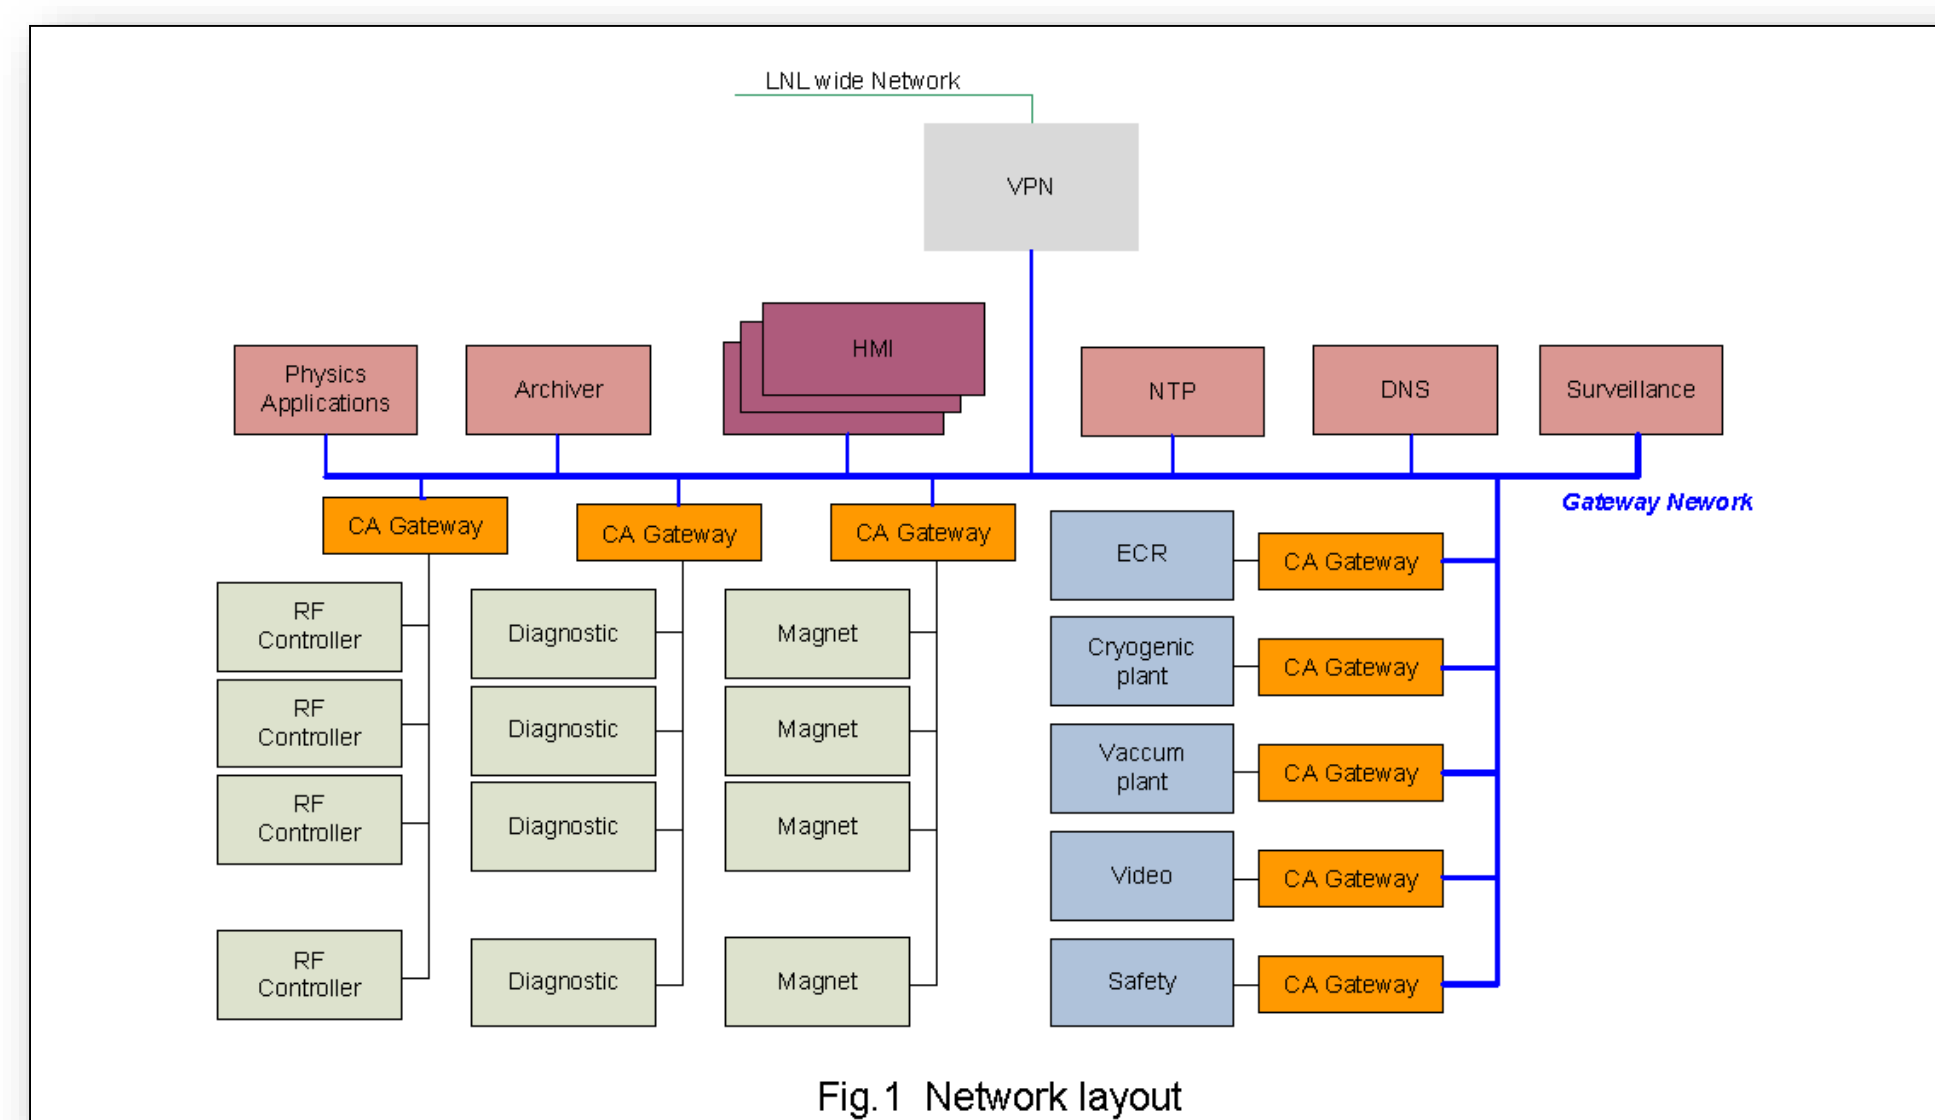 LNL wide Network
VPN
HMI
Physics
Applications
Archiver
NTP
DNS
Surveillance
Gateway Nework
CA Gateway
CA Gateway
CA Gateway
RF
Controller
RF
Controller
RF
Controller
RF
Controller
Diagnostic
Diagnostic
Diagnostic
Diagnostic
Magnet
Magnet
Magnet
Magnet
ECR
CA Gateway
Cryogenic
plant
CA Gateway
Vaccum
plant
CA Gateway
Video
CA Gateway
Safety
CA Gateway
Fig.1 Network layout